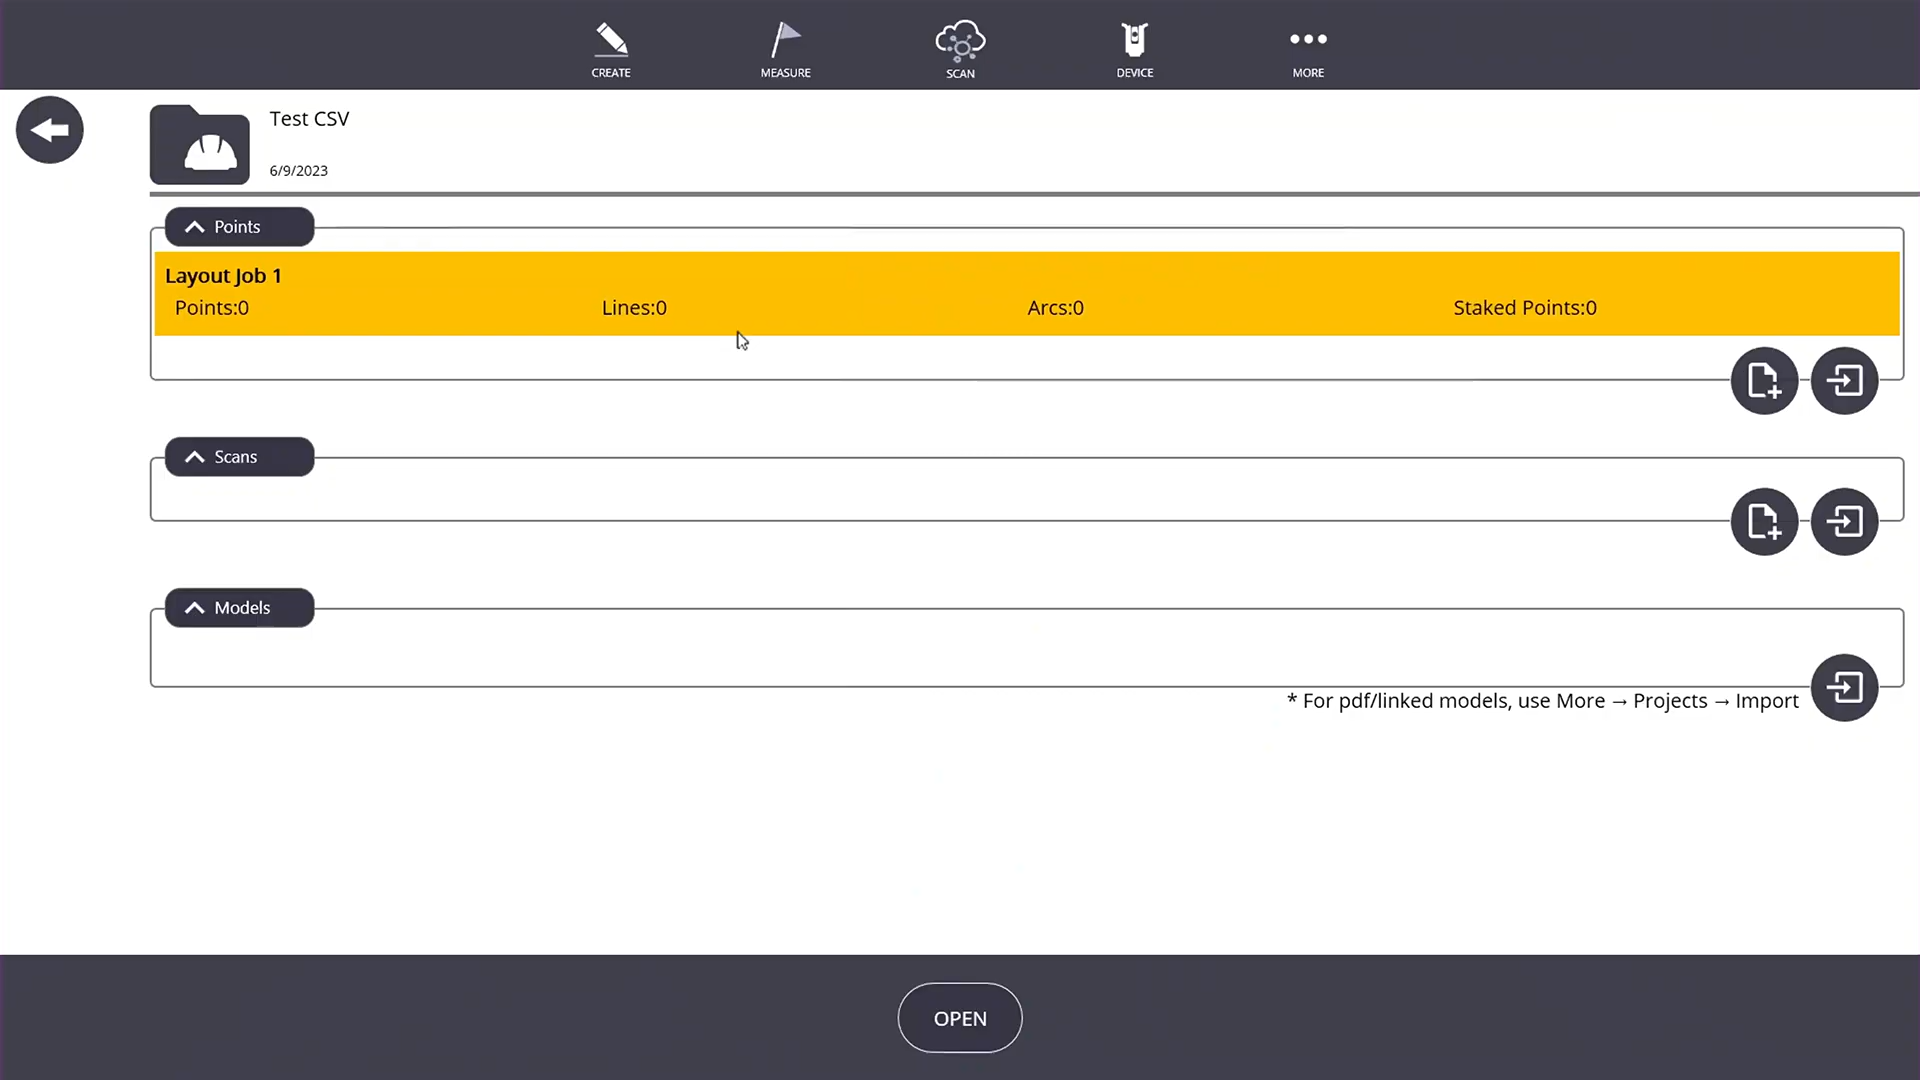 CREATE
MEASURE
SCAN
DEVICE
MORE
Test CSV
6/9/2023
Points
Layout Job 1
Points:0 Lines:0 Arcs:0 Staked Points:0
Scans
Models
* For pdf/linked models, use More → Projects → Import
OPEN